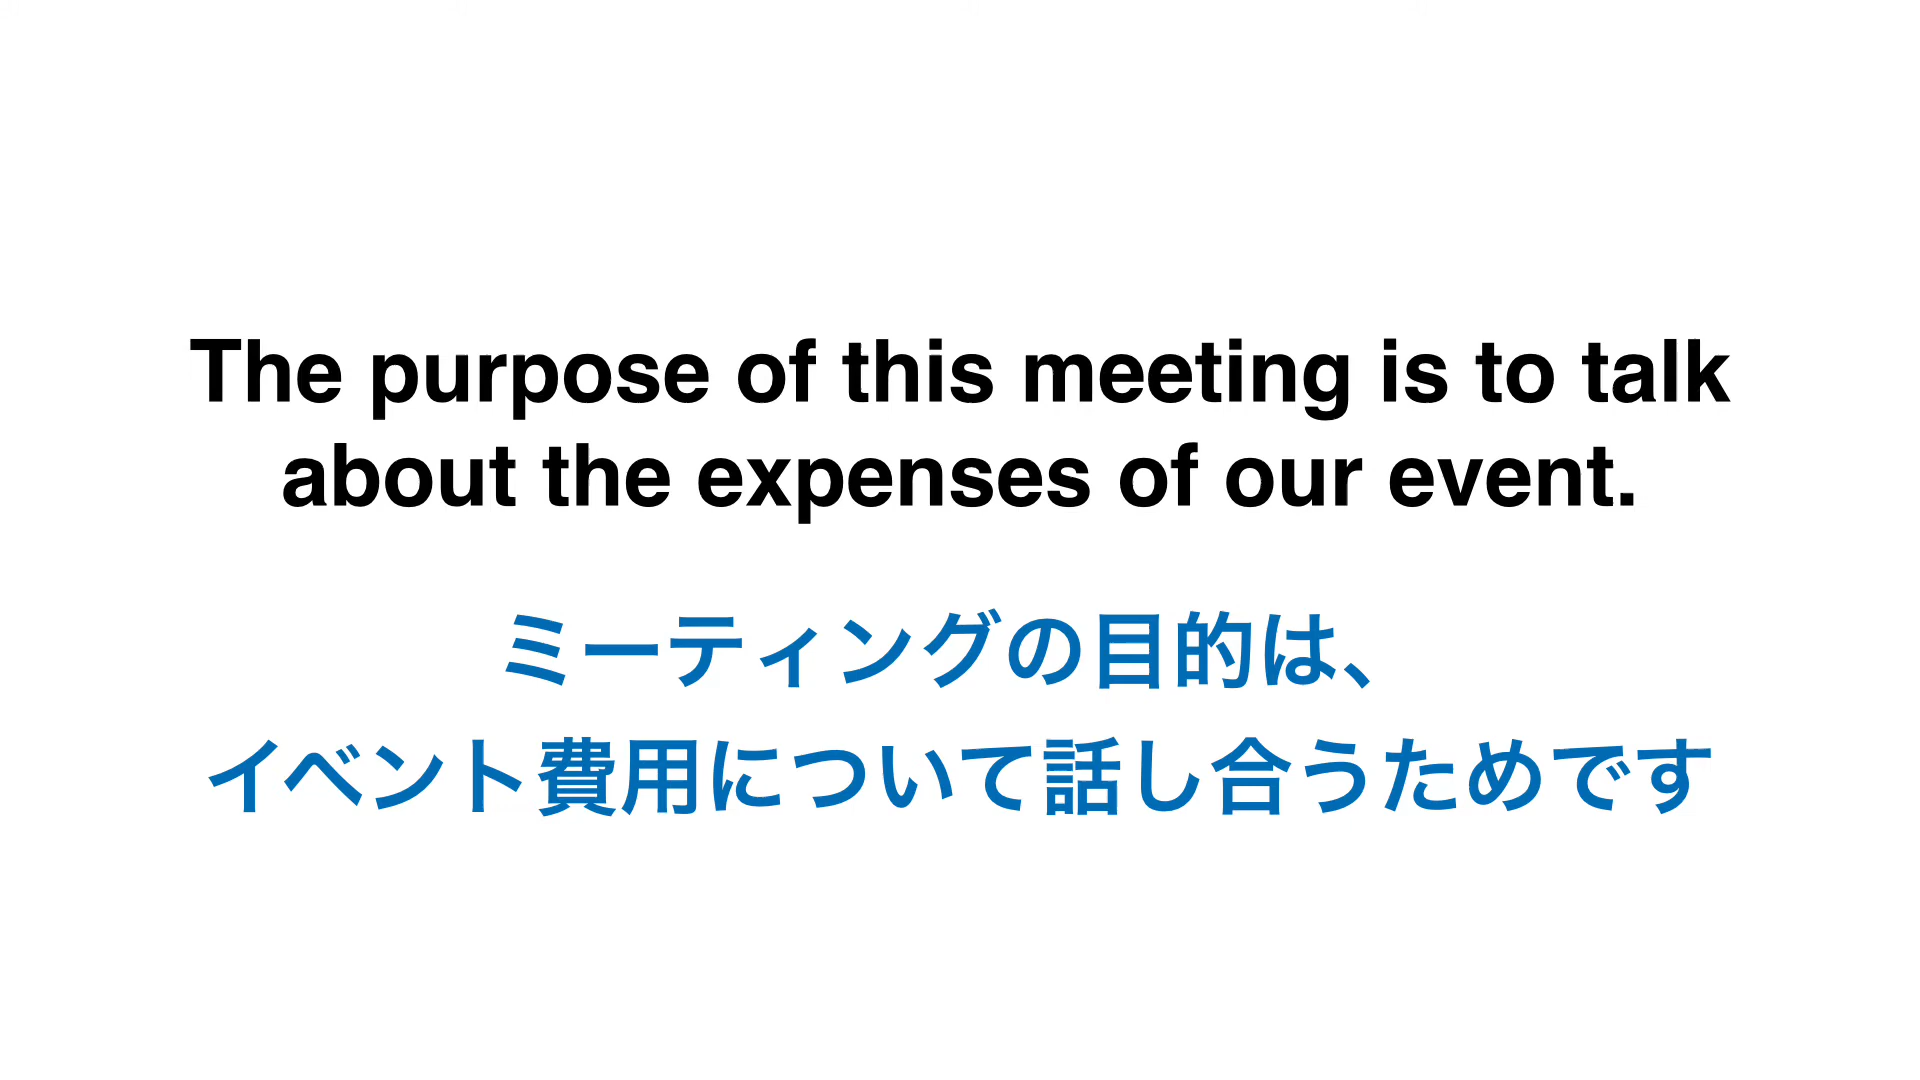 The purpose of this meeting is to talk
about the expenses of our event.
ミーティングの目的は、
イベント費用について話し合うためです